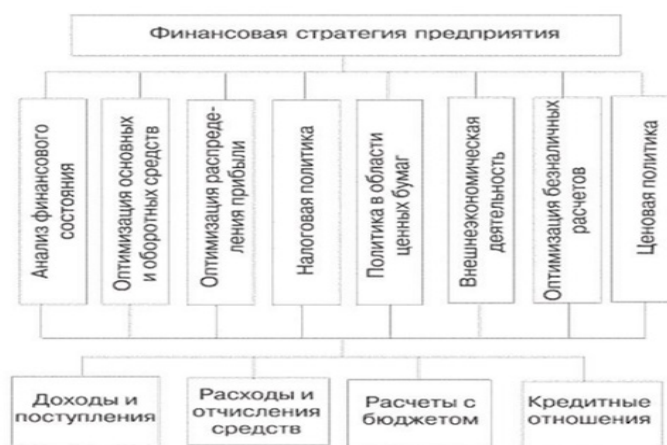 Финансовая стратегия предприятия
Анализ финансового
состояния
Оптимизация основных
и оборотных средств
Оптимизация распреде-
ления прибыли
Налоговая политика
Политика в области
ценных бумаг
Внешнеэкономическая
деятельность
Оптимизация безналичных
расчетов
Ценовая политика
Доходы и
поступления
Расходы и
отчисления
средств
Расчеты с
бюджетом
Кредитные
отношения